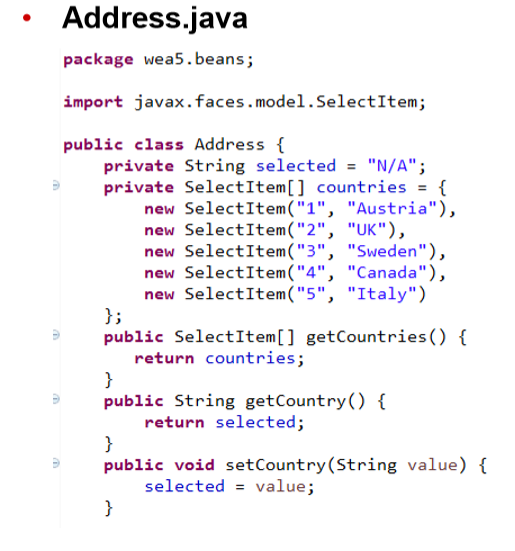 • Address.java
package wea5.beans;
import javax.faces.model.SelectItem;
public class Address {
private String selected = "N/A";
private SelectItem[] countries = {
new SelectItem("1", "Austria"),
new SelectItem("2", "UK"),
new SelectItem("3", "Sweden"),
new SelectItem("4", "Canada"),
new SelectItem("5", "Italy")
};
public SelectItem[] getCountries() {
return countries;
}
public String getCountry() {
return selected;
}
public void setCountry(String value) {
selected = value;
}